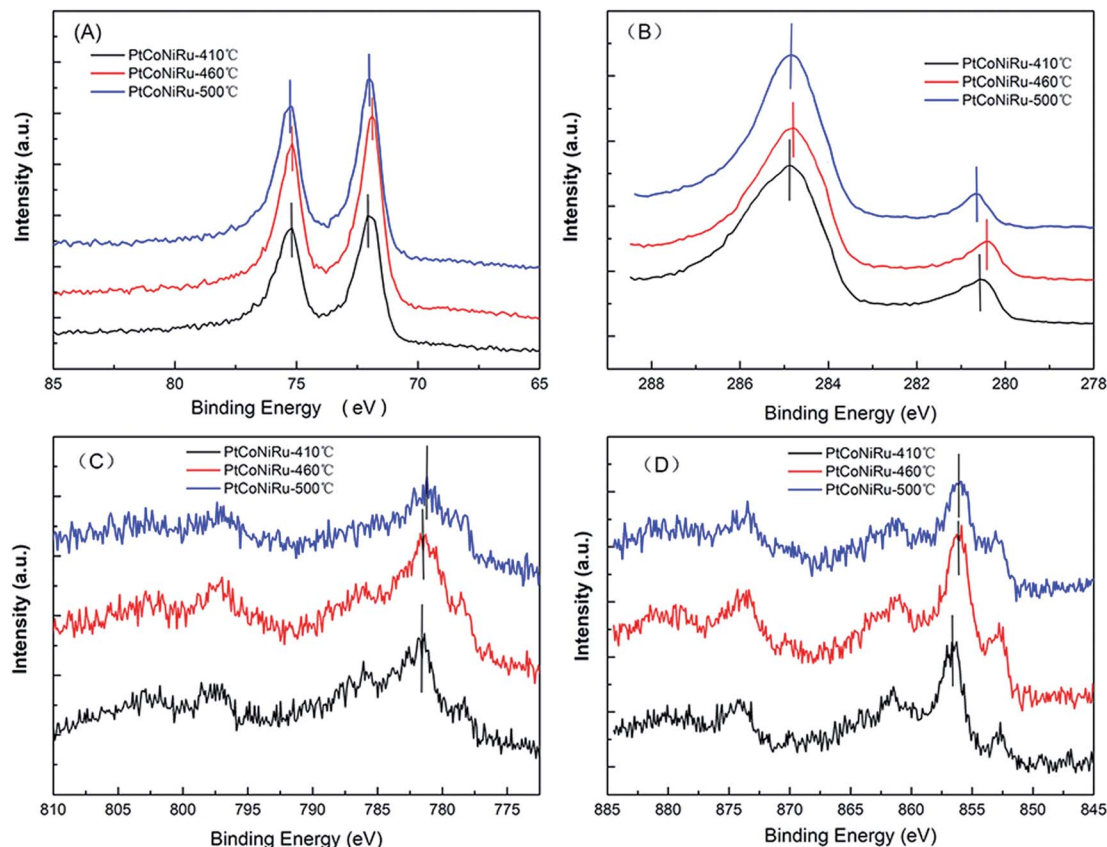 (A)
PtCoNiRu-410℃
PtCoNiRu-460℃
PtCoNiRu-500℃
Intensity (a.u.)
85 80 75 70 65
Binding Energy ( eV )
（B）
PtCoNiRu-410℃
PtCoNiRu-460℃
PtCoNiRu-500℃
Intensity (a.u.)
288 286 284 282 280 278
Binding Energy (eV)
（C）
PtCoNiRu-410℃
PtCoNiRu-460℃
PtCoNiRu-500℃
Intensity (a.u.)
810 805 800 795 790 785 780 775
Binding Energy (eV)
（D）
PtCoNiRu-410℃
PtCoNiRu-460℃
PtCoNiRu-500℃
Intensity (a.u.)
885 880 875 870 865 860 855 850 845
Binding Energy (eV)